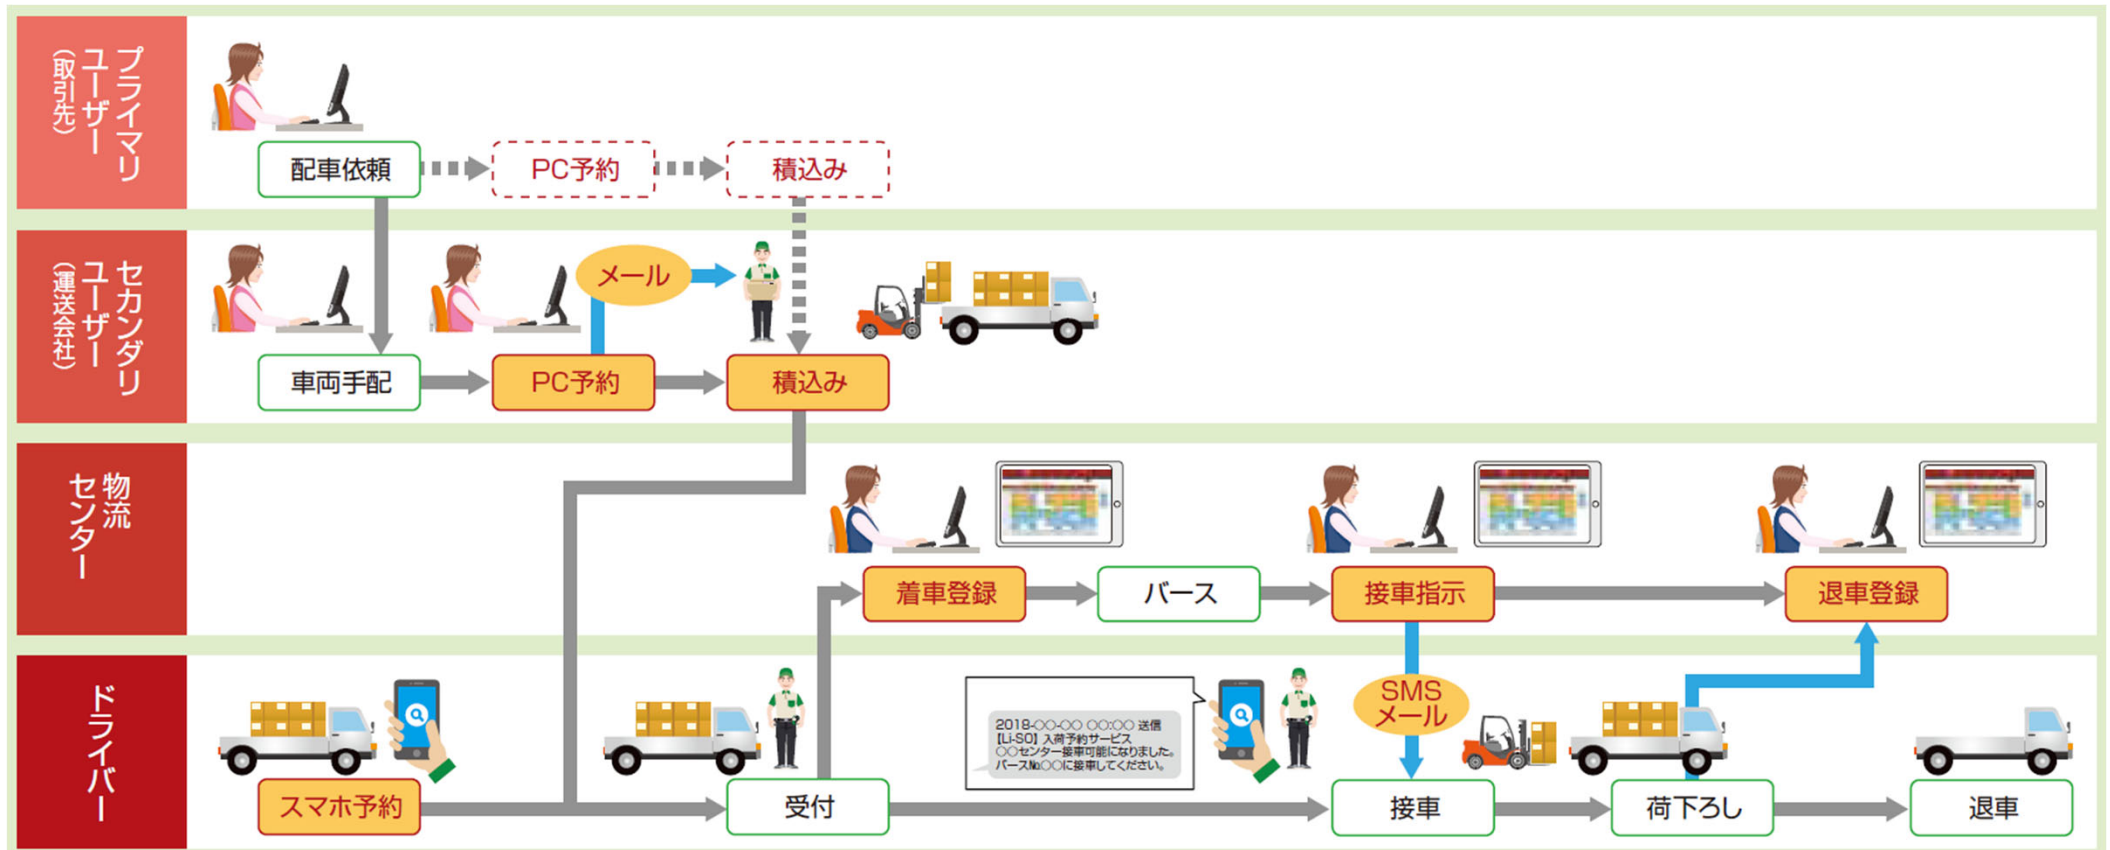 プライマリ
ユーザー
（取引先）
配車依頼
PC予約
積込み
セカンダリ
ユーザー
（運送会社）
メール
車両手配
PC予約
積込み
物流
センター
着車登録
バース
接車指示
退車登録
ドライバー
2018-○○-○○ ○○:○○ 送信
【Li-SO】入荷予約サービス
○○センター接車可能になりました。
バース№○○に接車してください。
SMS
メール
スマホ予約
受付
接車
荷下ろし
退車